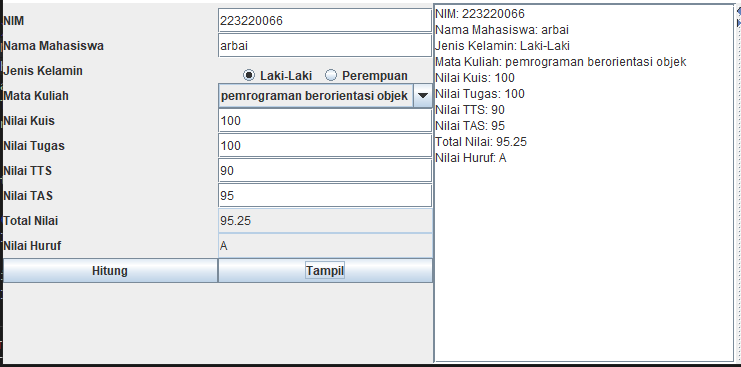 NIM 223220066
Nama Mahasiswa arbai
Jenis Kelamin Laki-Laki Perempuan
Mata Kuliah pemrograman berorientasi objek
Nilai Kuis 100
Nilai Tugas 100
Nilai TTS 90
Nilai TAS 95
Total Nilai 95.25
Nilai Huruf A
Hitung Tampil
NIM: 223220066
Nama Mahasiswa: arbai
Jenis Kelamin: Laki-Laki
Mata Kuliah: pemrograman berorientasi objek
Nilai Kuis: 100
Nilai Tugas: 100
Nilai TTS: 90
Nilai TAS: 95
Total Nilai: 95.25
Nilai Huruf: A